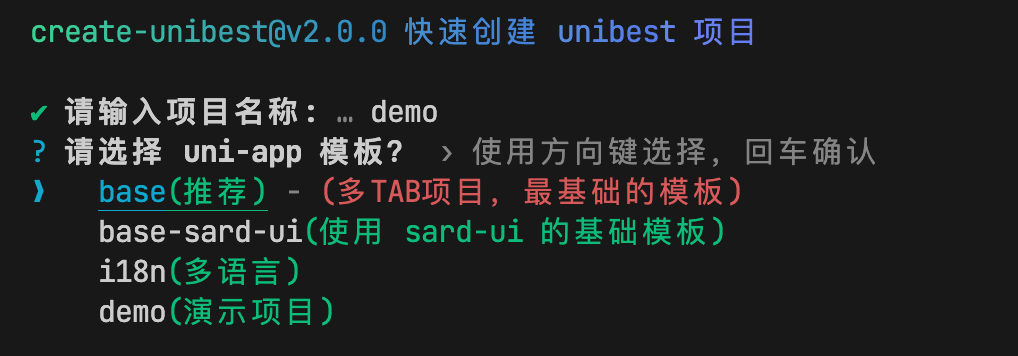 create-unibest@v2.0.0 快速创建 unibest 项目
✔ 请输入项目名称: … demo
? 请选择 uni-app 模板? › 使用方向键选择, 回车确认
❯ base(推荐) - (多TAB项目, 最基础的模板)
base-sard-ui(使用 sard-ui 的基础模板)
i18n(多语言)
demo(演示项目)